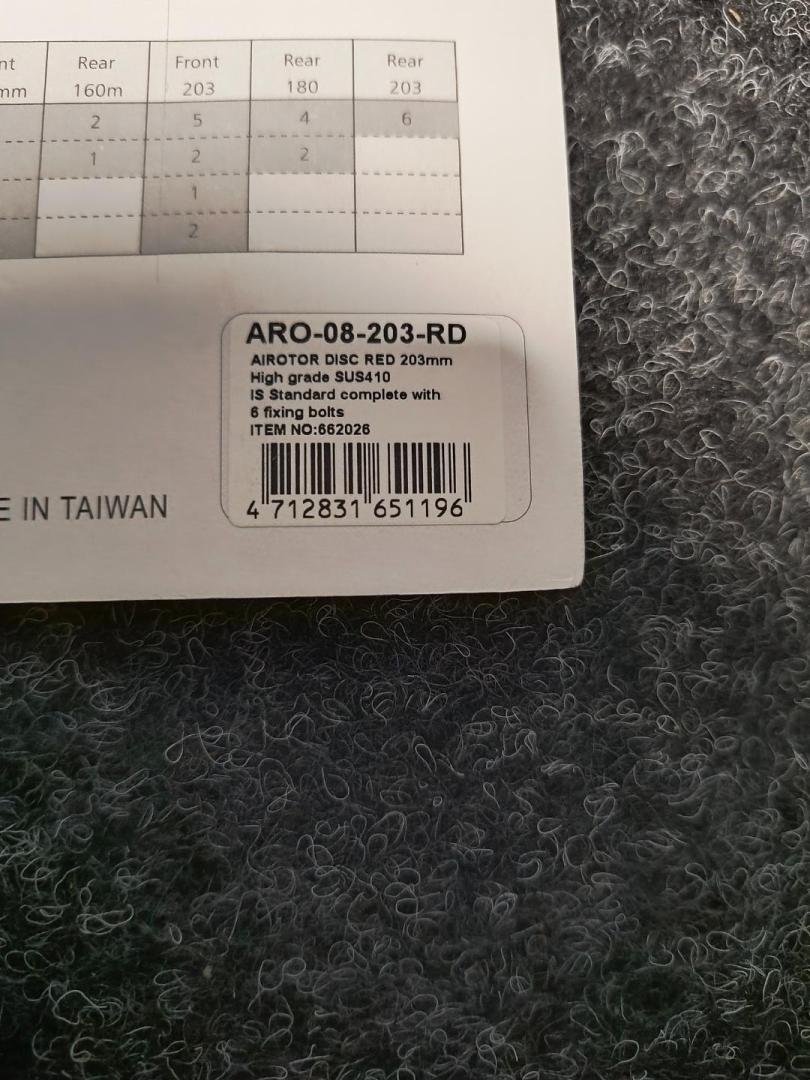 nt Rear Front Rear Rear
mm 160m 203 180 203
2 5 4 6
1 2 2
1
2
ARO-08-203-RD
AIROTOR DISC RED 203mm
High grade SUS410
IS Standard complete with
6 fixing bolts
ITEM NO:662026
4 712831 651196
E IN TAIWAN